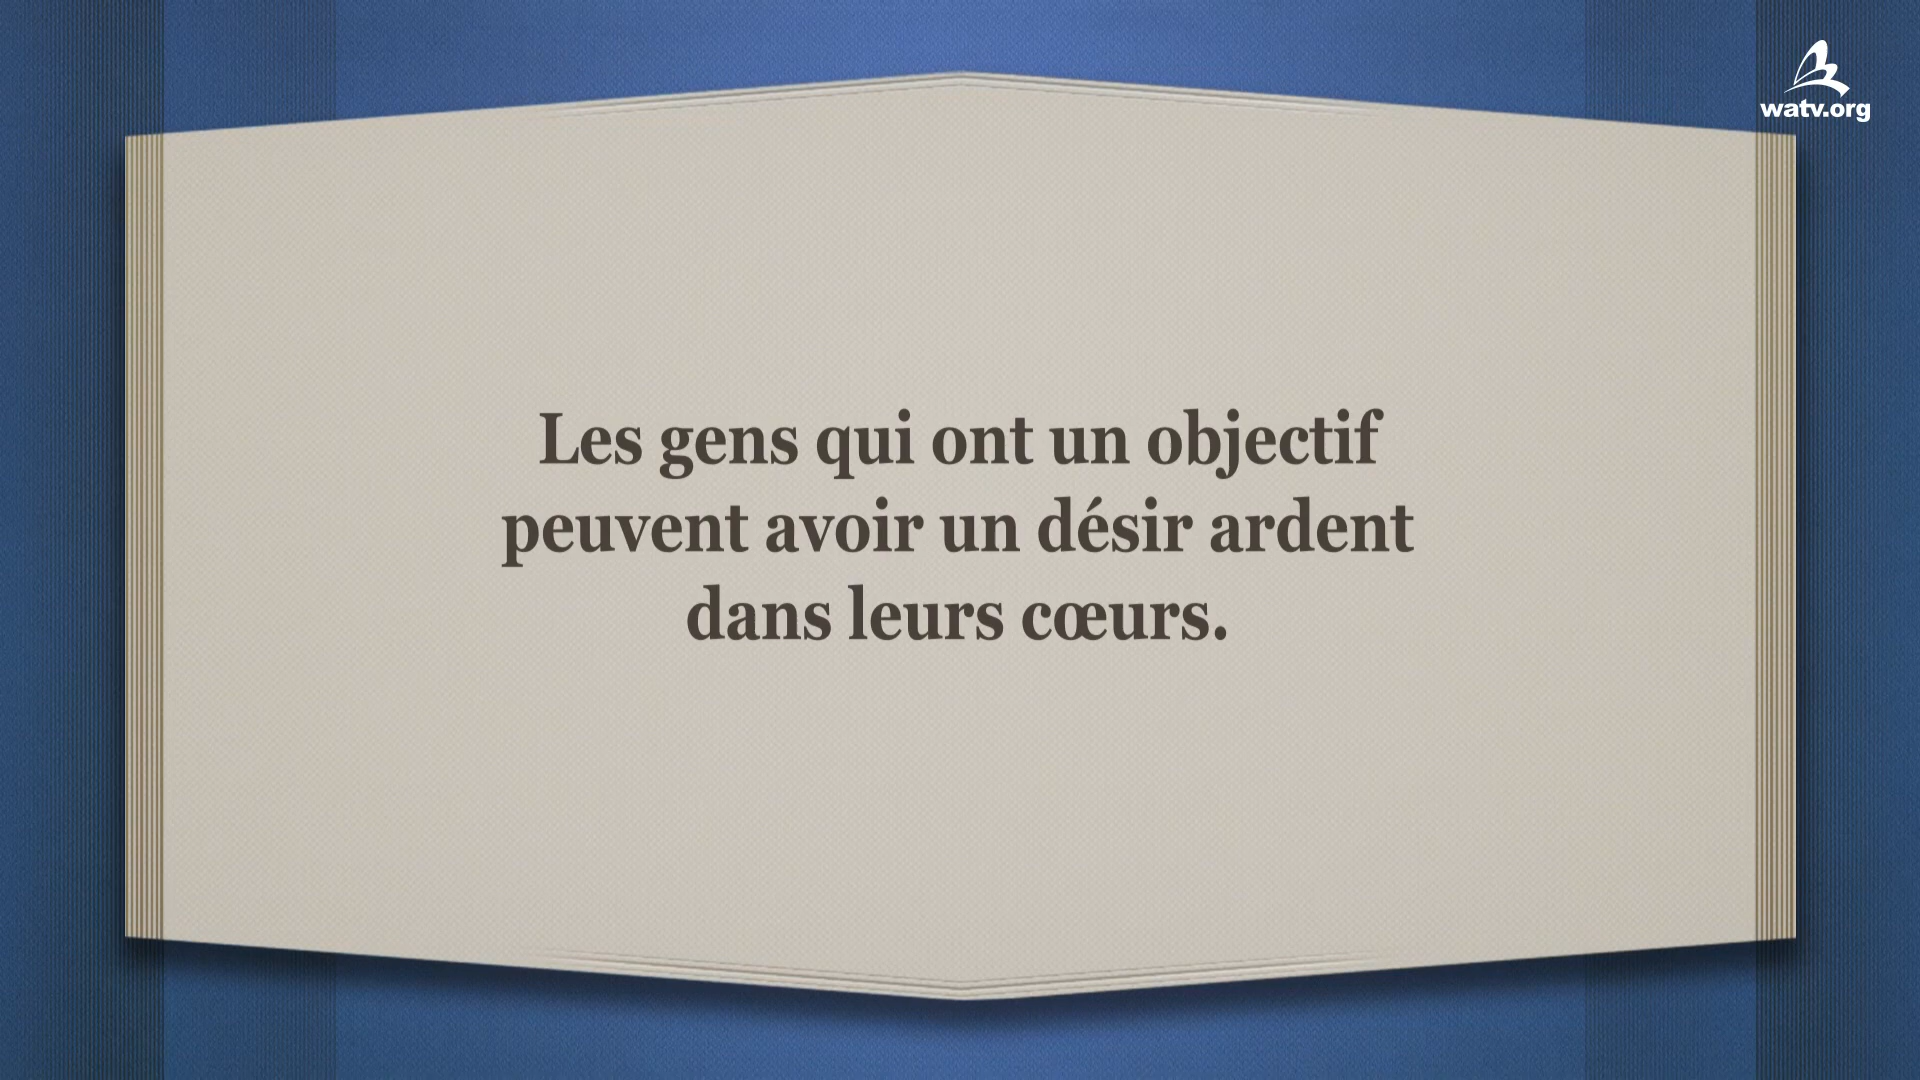 watv.org
Les gens qui ont un objectif
peuvent avoir un désir ardent
dans leurs cœurs.